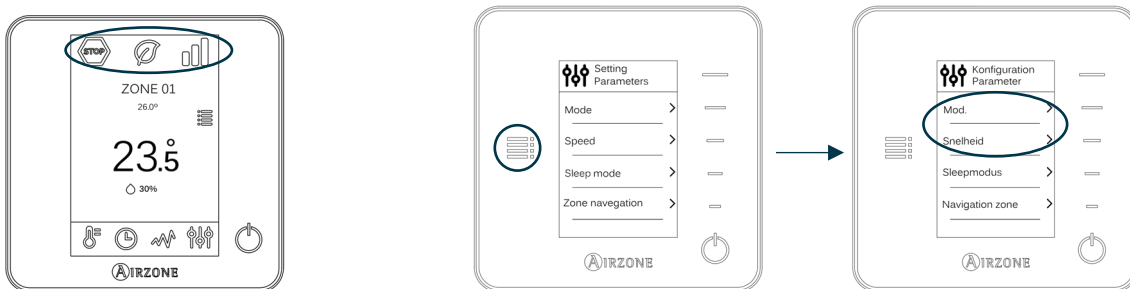 STOP
ZONE 01
26.0º
23.5º
30%
AIRZONE
Setting
Parameters
Mode
Speed
Sleep mode
Zone navegation
AIRZONE
Konfiguration
Parameter
Mod.
Snelheid
Sleepmodus
Navigation zone
AIRZONE